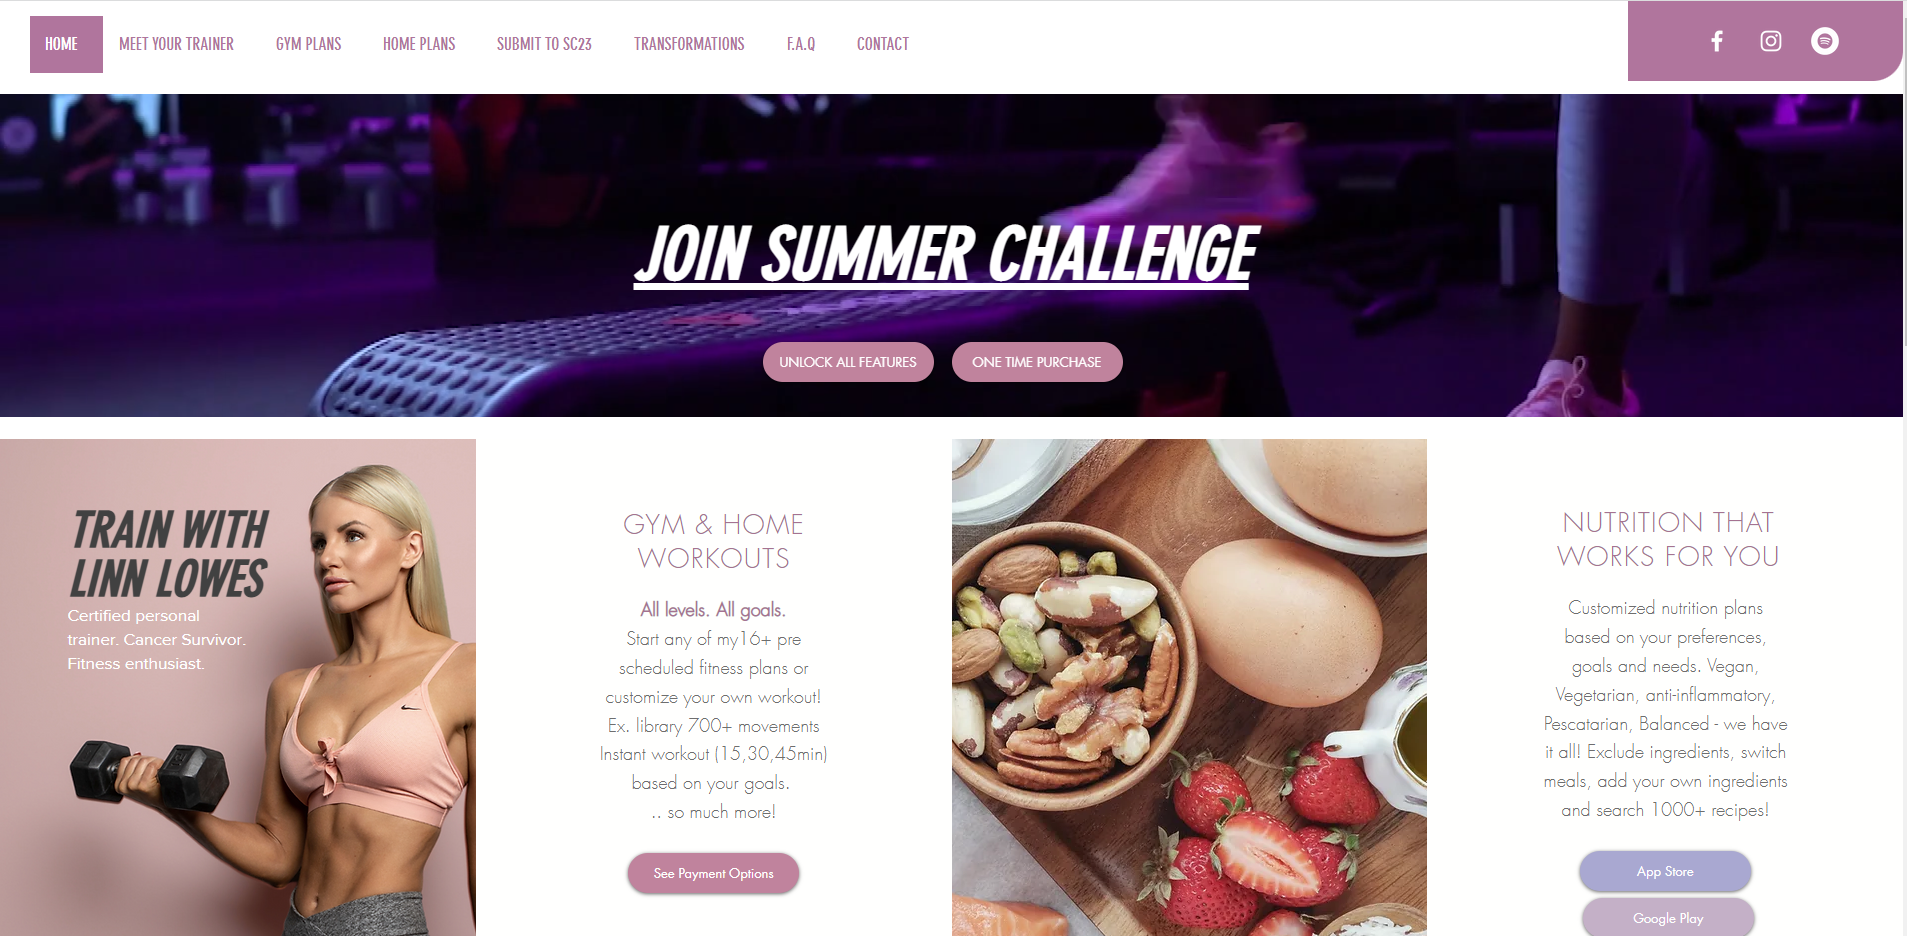 HOME
MEET YOUR TRAINER
GYM PLANS
HOME PLANS
SUBMIT TO SC23
TRANSFORMATIONS
F.A.Q
CONTACT
JOIN SUMMER CHALLENGE
UNLOCK ALL FEATURES
ONE TIME PURCHASE
TRAIN WITH
LINN LOWES
Certified personal
trainer. Cancer Survivor.
Fitness enthusiast.
GYM & HOME
WORKOUTS
All levels. All goals.
Start any of my16+ pre
scheduled fitness plans or
customize your own workout!
Ex. library 700+ movements
Instant workout (15,30,45min)
based on your goals.
.. so much more!
See Payment Options
NUTRITION THAT
WORKS FOR YOU
Customized nutrition plans
based on your preferences,
goals and needs. Vegan,
Vegetarian, anti-inflammatory,
Pescatarian, Balanced - we have
it all! Exclude ingredients, switch
meals, add your own ingredients
and search 1000+ recipes!
App Store
Google Play